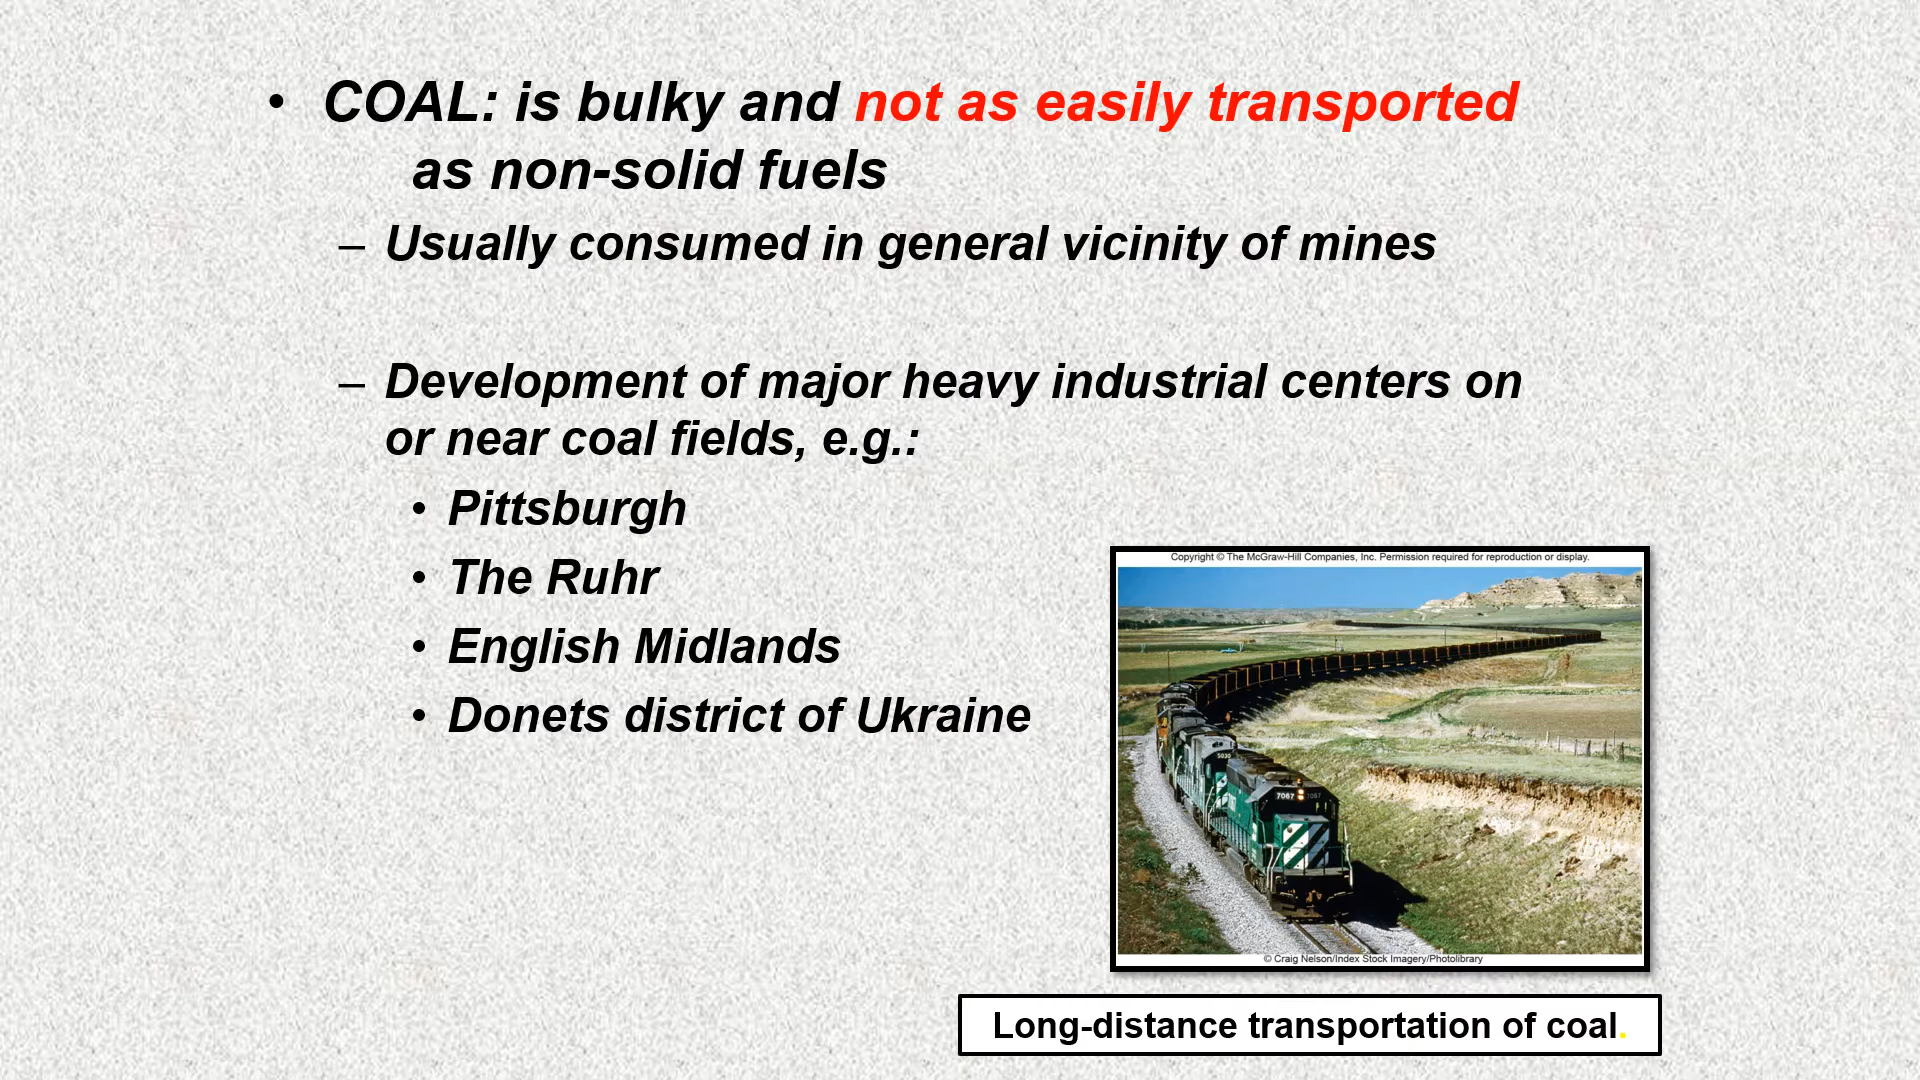 • COAL: is bulky and not as easily transported
as non-solid fuels
– Usually consumed in general vicinity of mines
– Development of major heavy industrial centers on
or near coal fields, e.g.:
• Pittsburgh
• The Ruhr
• English Midlands
• Donets district of Ukraine
Copyright © The McGraw-Hill Companies, Inc. Permission required for reproduction or display.
5030
7067 7067
© Craig Nelson/Index Stock Imagery/Photolibrary
Long-distance transportation of coal.